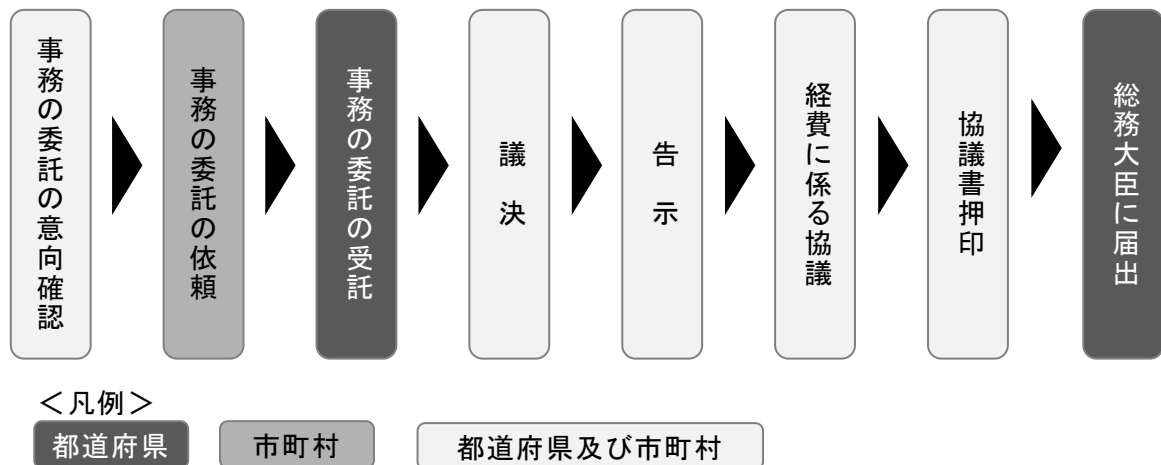 事務の委託の意向確認
事務の委託の依頼
事務の委託の受託
議決
告示
経費に係る協議
協議書押印
総務大臣に届出
＜凡例＞
都道府県
市町村
都道府県及び市町村